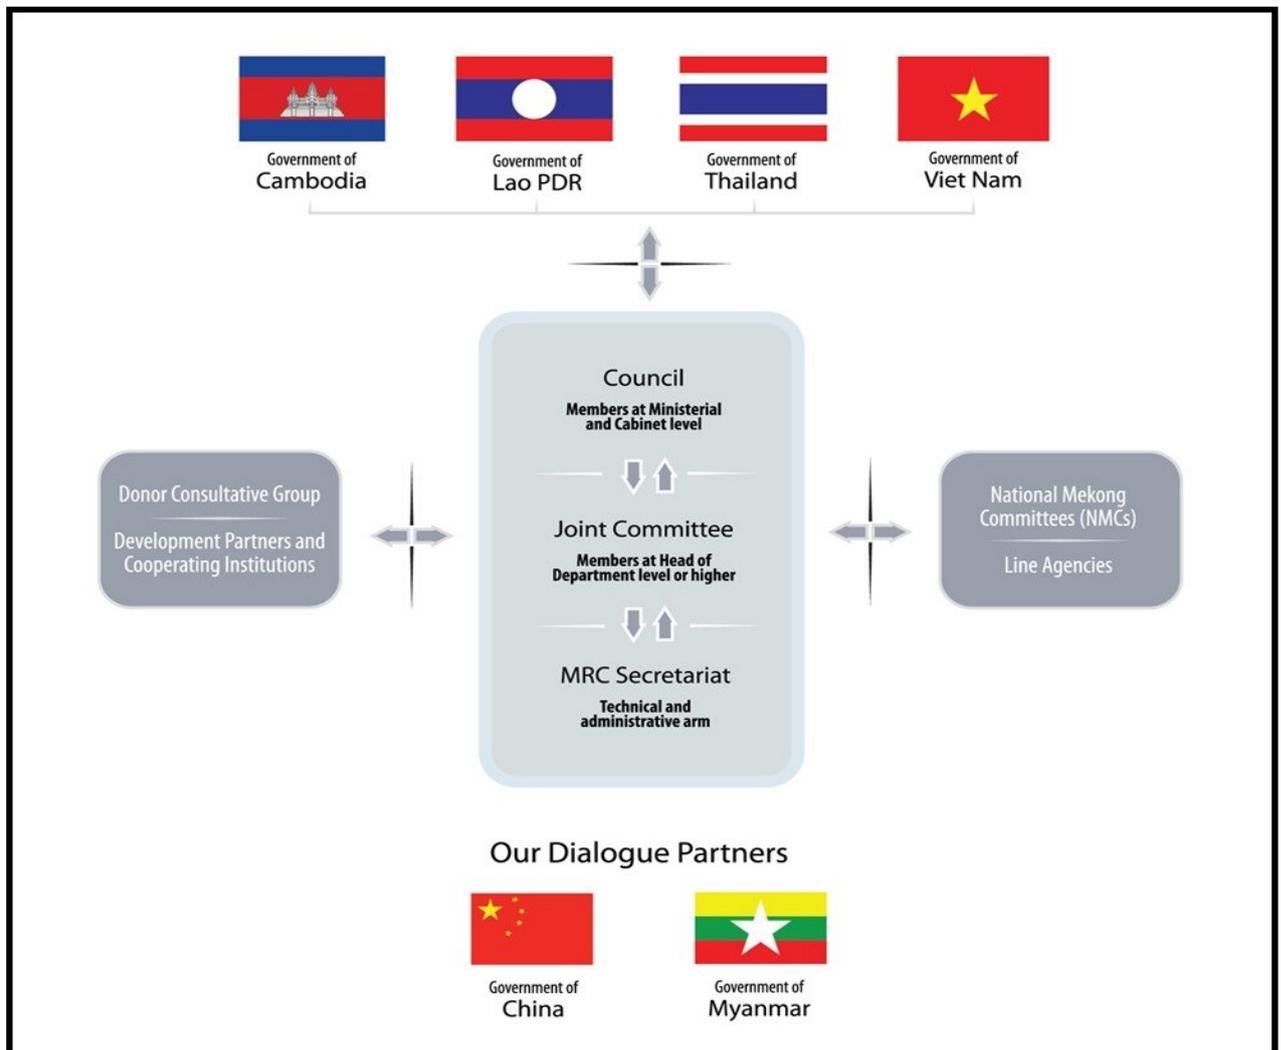 Government of
Cambodia
Government of
Lao PDR
Government of
Thailand
Government of
Viet Nam
Council
Members at Ministerial
and Cabinet level
Donor Consultative Group
Development Partners and
Cooperating Institutions
Joint Committee
Members at Head of
Department level or higher
National Mekong
Committees (NMCs)
Line Agencies
MRC Secretariat
Technical and
administrative arm
Our Dialogue Partners
Government of
China
Government of
Myanmar